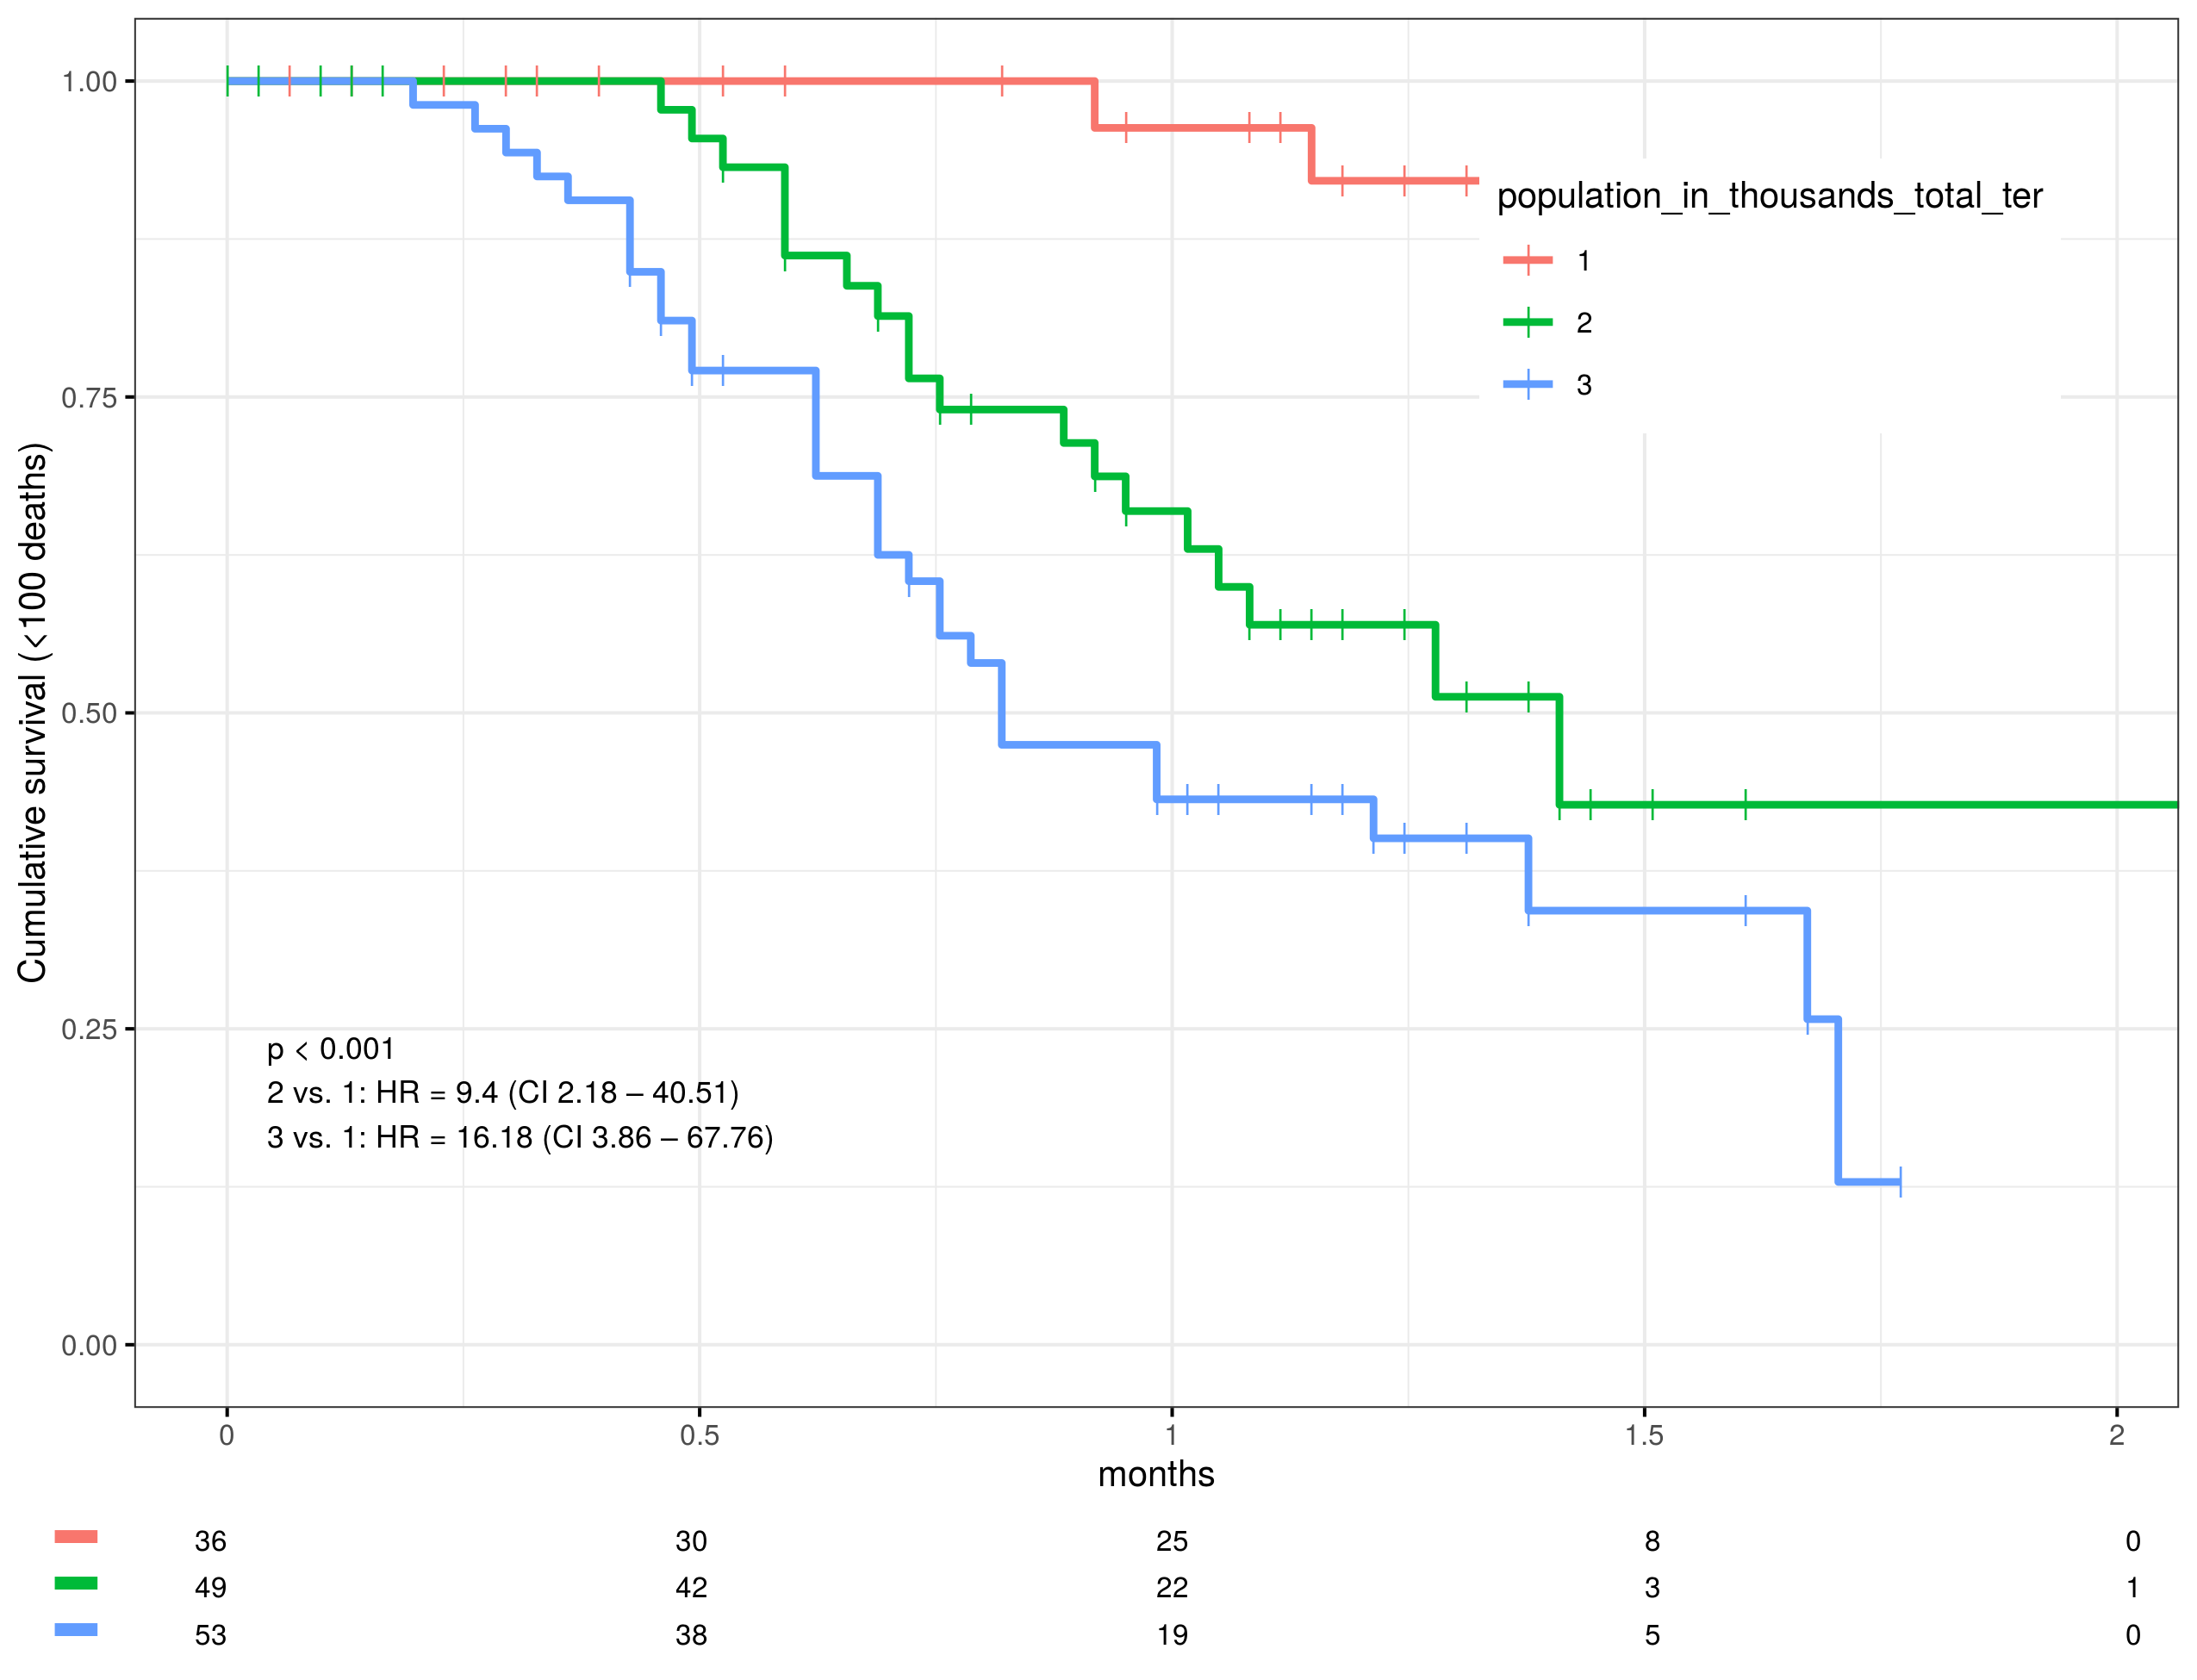 Cumulative survival (<100 deaths)
1.00
0.75
0.50
0.25
0.00
population_in_thousands_total_ter
1
2
3
p < 0.001
2 vs. 1: HR = 9.4 (CI 2.18 – 40.51)
3 vs. 1: HR = 16.18 (CI 3.86 – 67.76)
0 0.5 1 1.5 2
months
36 30 25 8 0
49 42 22 3 1
53 38 19 5 0